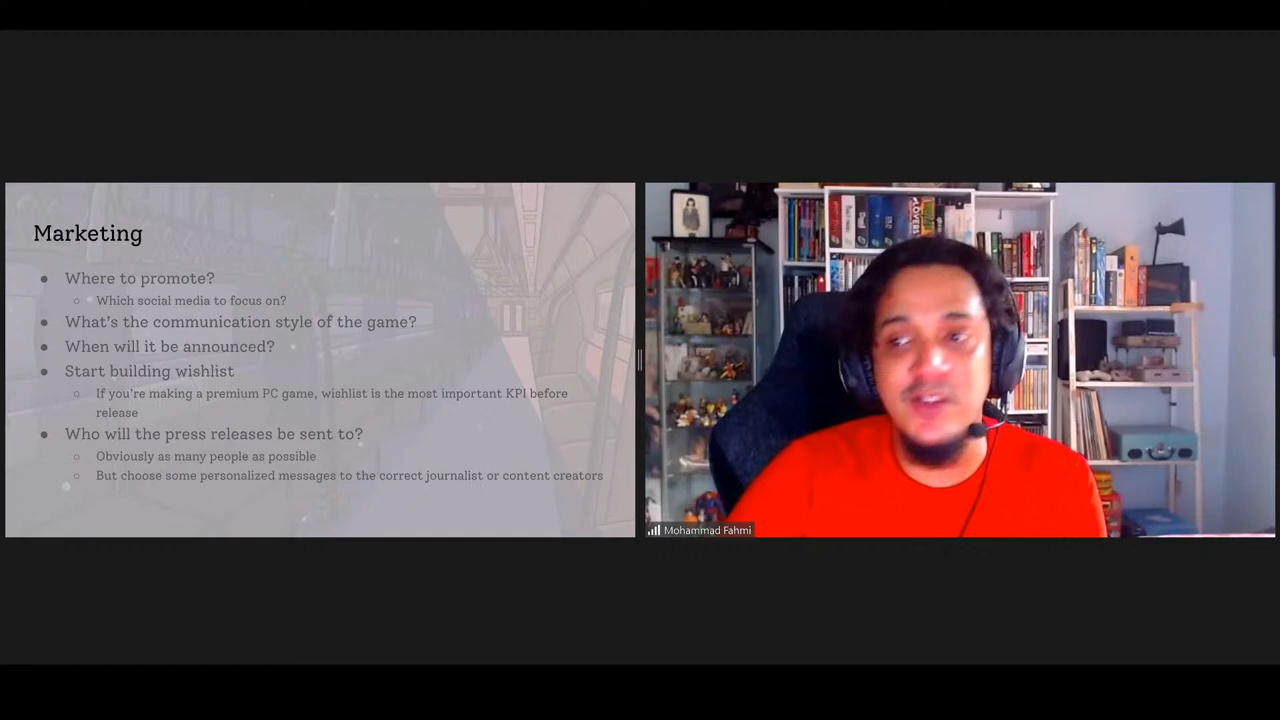 Marketing
● Where to promote?
○ Which social media to focus on?
● What's the communication style of the game?
● When will it be announced?
● Start building wishlist
○ If you're making a premium PC game, wishlist is the most important KPI before
release
● Who will the press releases be sent to?
○ Obviously as many people as possible
○ But choose some personalized messages to the correct journalist or content creators
Mohammad Fahmi